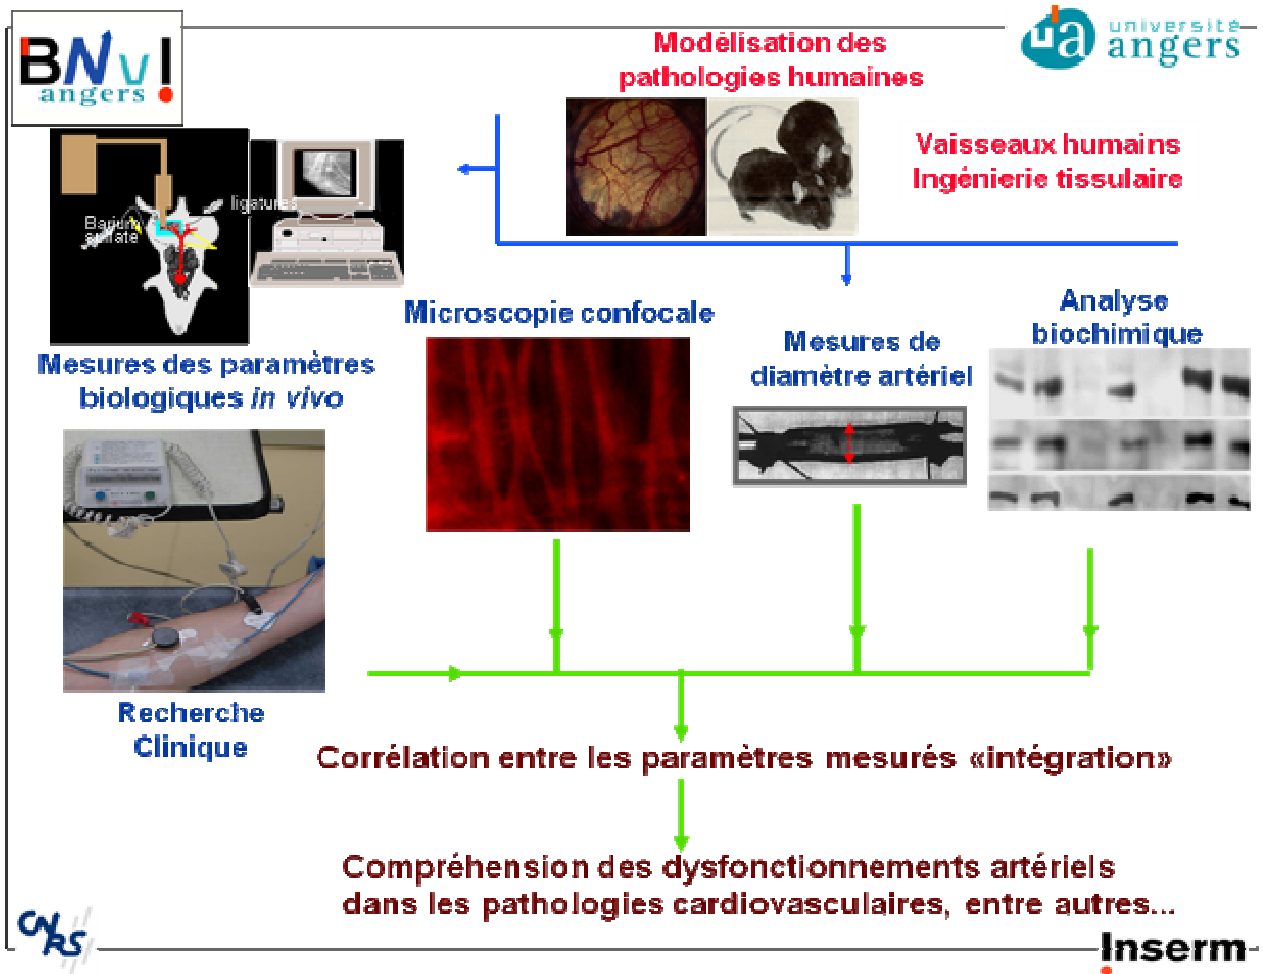 BNvI
angers
université
angers
Modélisation des
pathologies humaines
Vaisseaux humains
Ingénierie tissulaire
ligatures
Barium
sulfate
Mesures des paramètres
biologiques in vivo
Microscopie confocale
Mesures de
diamètre artériel
Analyse
biochimique
Recherche
Clinique
Corrélation entre les paramètres mesurés «intégration»
Compréhension des dysfonctionnements artériels
dans les pathologies cardiovasculaires, entre autres...
CNRS
Inserm